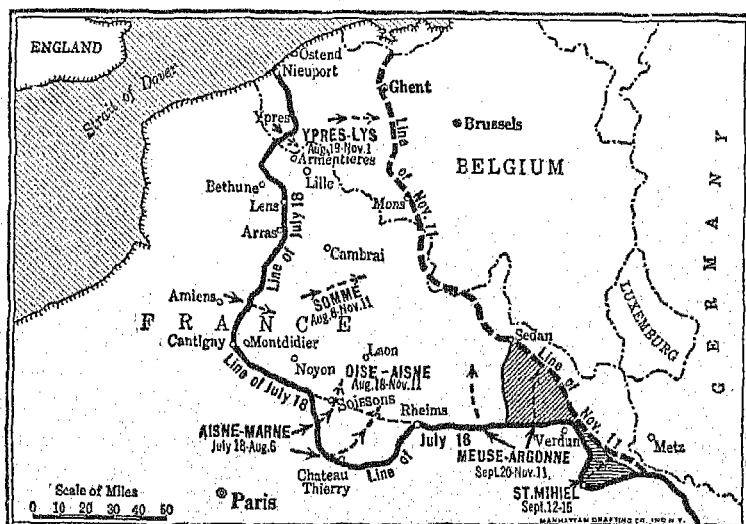 ENGLAND
Strait of Dover
Ostend
Nieuport
Ghent
Ypres
YPRES-LYS
Aug.19-Nov.1
Armentieres
Brussels
BELGIUM
GERMANY
Bethune
Lille
Lens
Mons
Line of Nov. 11
Arras
Line of July 18
Cambrai
Amiens
SOMME
Aug.8-Nov.11
LUXEMBURG
FRANCE
Cantigny
Montdidier
Sedan
Noyon
Laon
OISE-AISNE
Aug.18-Nov.11
Line of July 18
Soissons
Line of Nov. 11
AISNE-MARNE
July 18-Aug.6
Rheims
July 18
Verdun
Metz
MEUSE-ARGONNE
Sept.26-Nov.11,
Chateau
Thierry
Line of
ST.MIHIEL
Sept.12-16
Scale of Miles
0 10 20 30 40 50
Paris
MANHATTAN DRAFTING CO. INC N.Y.